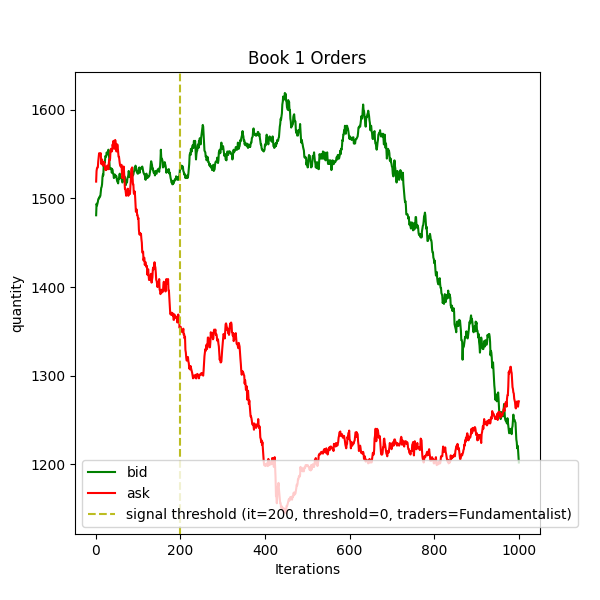 Book 1 Orders
1600
1500
1400
1300
1200
quantity
bid
ask
signal threshold (it=200, threshold=0, traders=Fundamentalist)
0 200 400 600 800 1000
Iterations